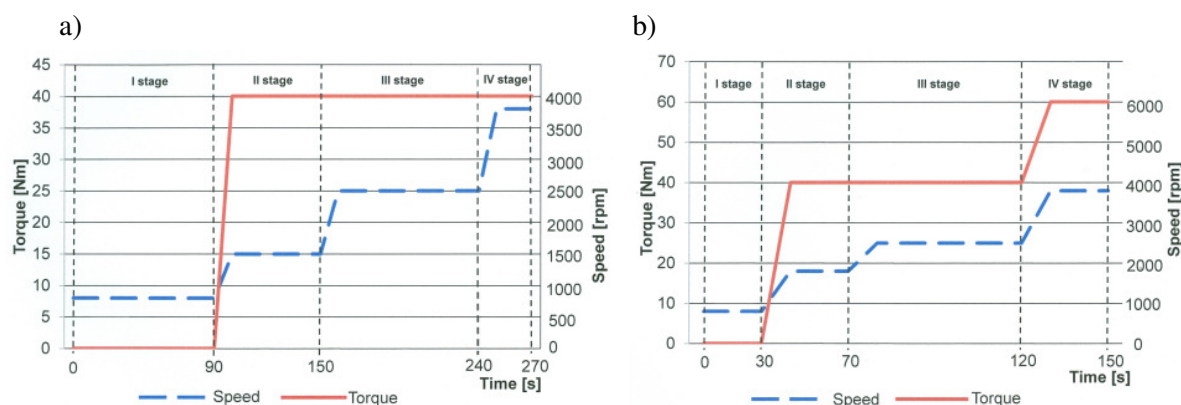 a)
45
40
35
30
25
20
15
10
5
0
Torque [Nm]
I stage
II stage
III stage
IV stage
4000
3500
3000
2500
2000
1500
1000
500
0
Speed [rpm]
0 90 150 240 270
Time [s]
Speed Torque
b)
70
60
50
40
30
20
10
0
Torque [Nm]
I stage
II stage
III stage
IV stage
6000
5000
4000
3000
2000
1000
0
Speed [rpm]
0 30 70 120 150
Time [s]
Speed Torque